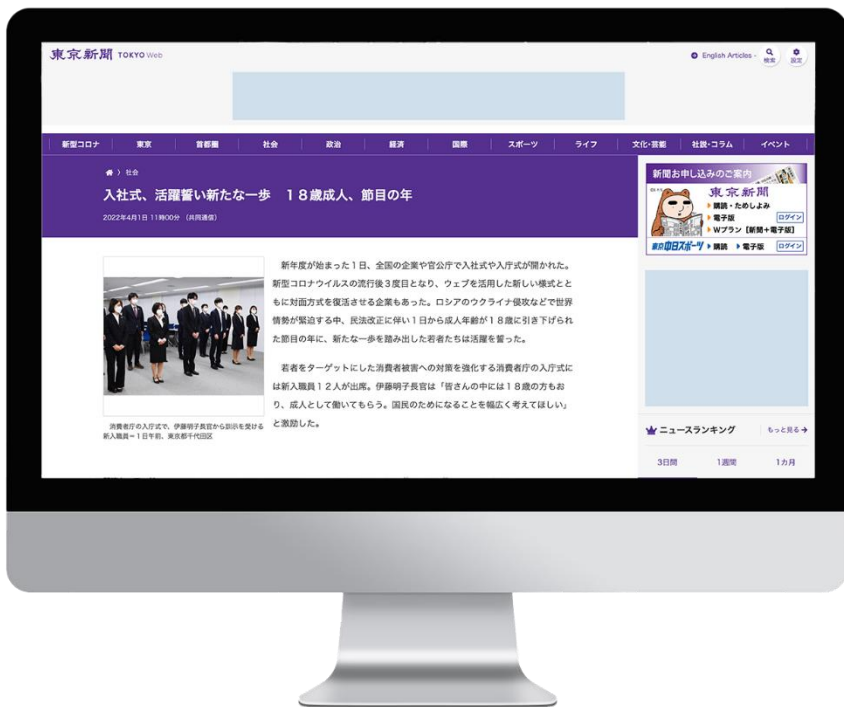 東京新聞 TOKYO Web
English Articles
検索
設定
新型コロナ 東京 首都圏 社会 政治 経済 国際 スポーツ ライフ 文化・芸能 社説・コラム イベント
社会
入社式、活躍誓い新たな一歩 18歳成人、節目の年
2022年4月1日 11時00分 (共同通信)
新年度が始まった1日、全国の企業や官公庁で入社式や入庁式が開かれた。
新型コロナウイルスの流行後3度目となり、ウェブを活用した新しい様式とと
もに対面方式を復活させる企業もあった。ロシアのウクライナ侵攻などで世界
情勢が緊迫する中、民法改正に伴い1日から成人年齢が18歳に引き下げられ
た節目の年に、新たな一歩を踏み出した若者たちは活躍を誓った。
若者をターゲットにした消費者被害への対策を強化する消費者庁の入庁式に
は新入職員12人が出席。伊藤明子長官は「皆さんの中には18歳の方もお
り、成人として働いてもらう。国民のためになることを幅広く考えてほしい」
と激励した。
消費者庁の入庁式で、伊藤明子長官から訓示を受ける
新入職員=1日午前、東京都千代田区
新聞お申し込みのご案内
東京新聞
購読・ためしよみ
電子版 ログイン
Wプラン【新聞+電子版】
東京中日スポーツ 購読 電子版 ログイン
ニュースランキング もっと見る
3日間 1週間 1カ月